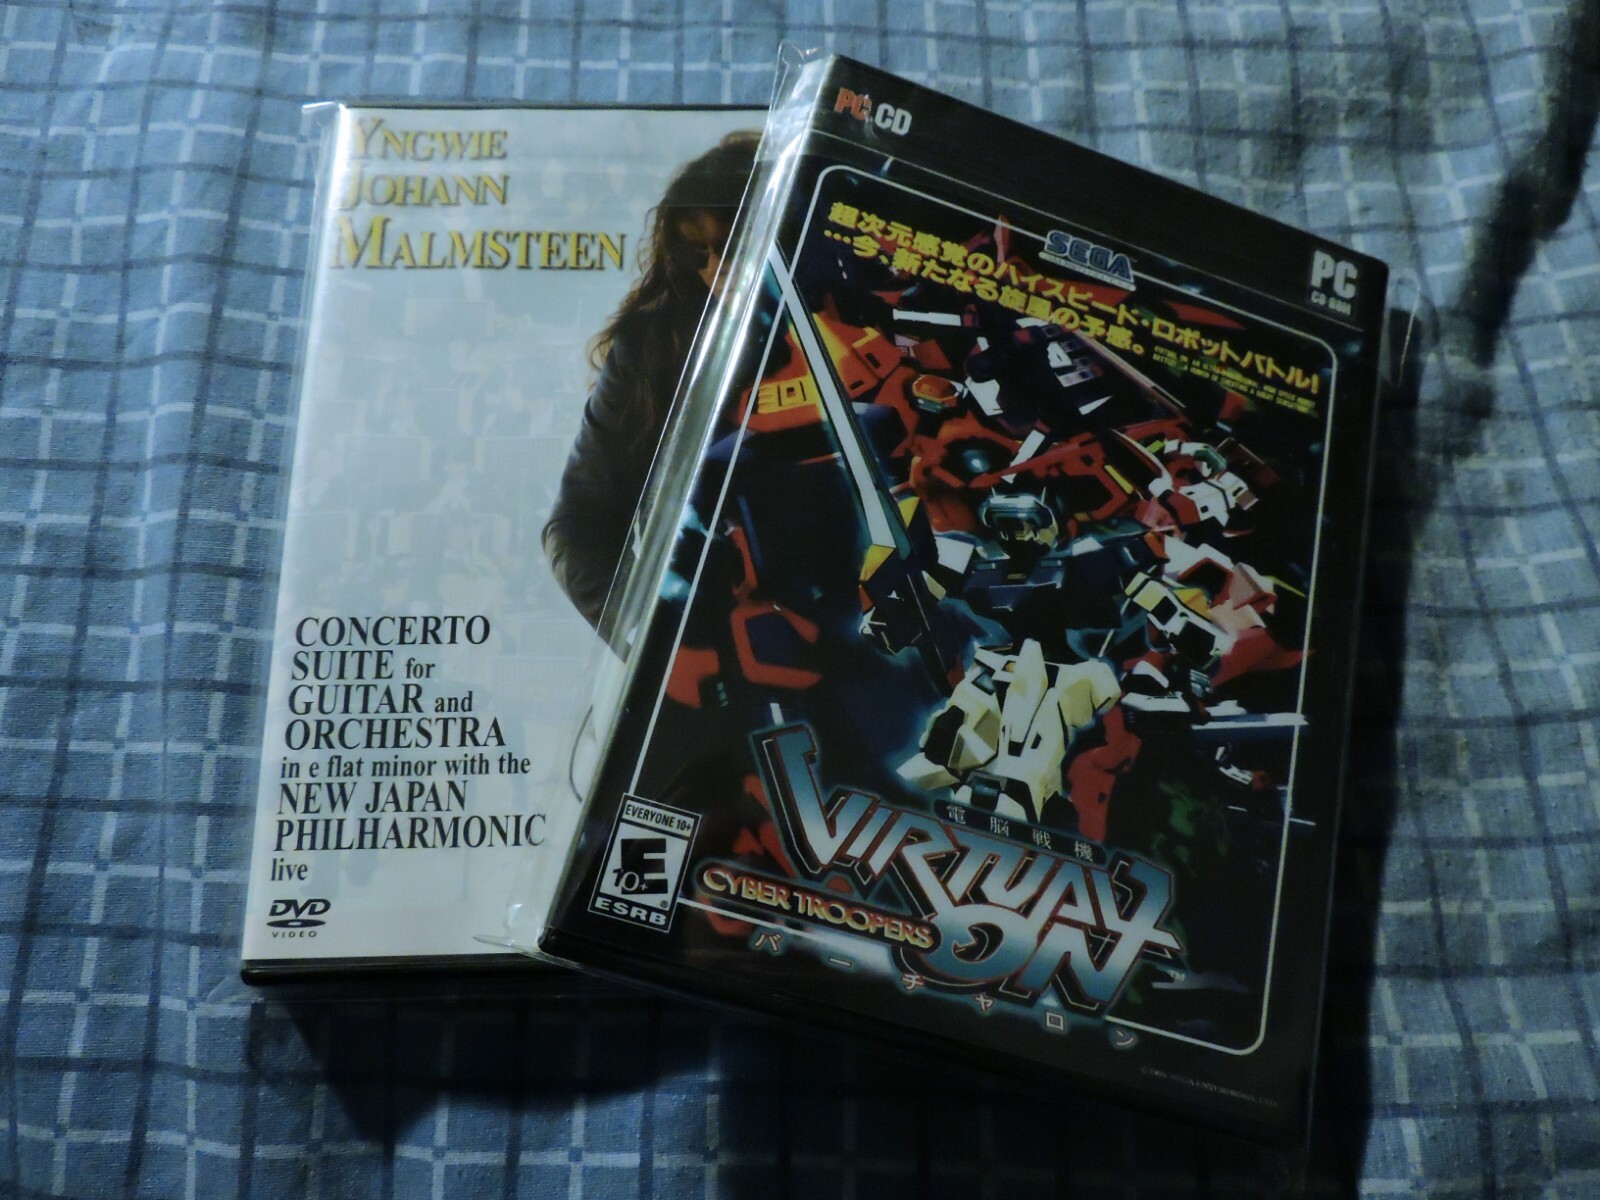 YNGWIE
JOHANN
MALMSTEEN
CONCERTO
SUITE for
GUITAR and
ORCHESTRA
in e flat minor with the
NEW JAPAN
PHILHARMONIC
live
DVD
VIDEO
PC CD
PC
CD-ROM
SEGA
超次元感覚のハイスピード・ロボットバトル!
…今、新たなる旋風の予感。
電脳戦機
VIRTUAL
CYBER TROOPERS
ON
TM
バーチャロン
EVERYONE 10+
E
10+
®
ESRB